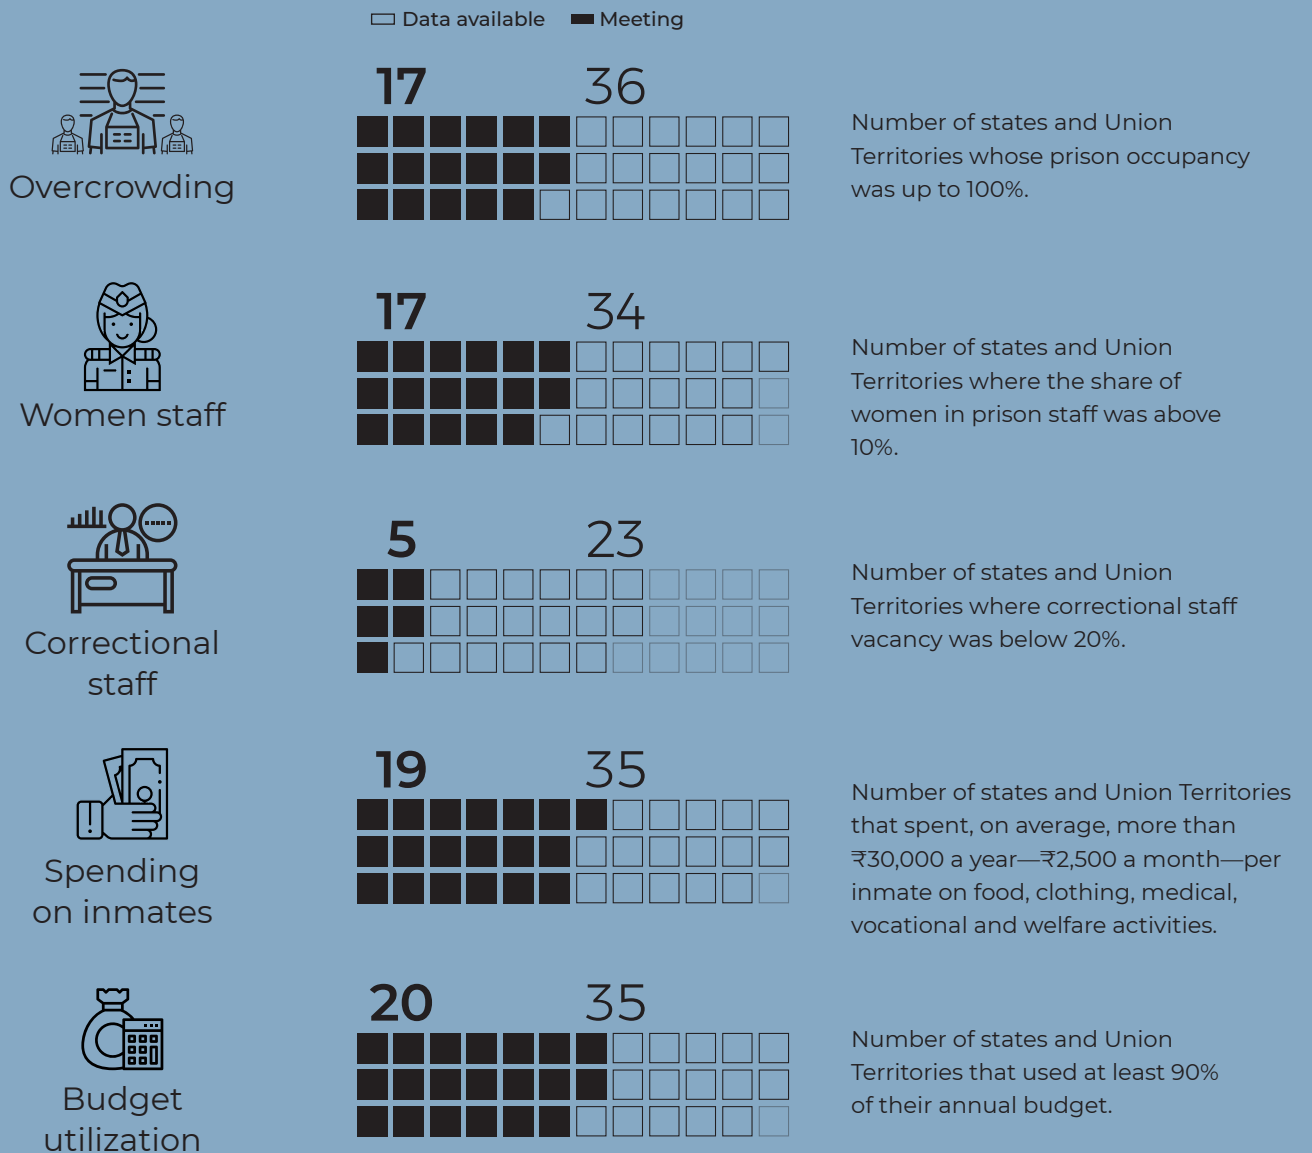 Data available Meeting
17 36
Overcrowding
Number of states and Union
Territories whose prison occupancy
was up to 100%.
17 34
Women staff
Number of states and Union
Territories where the share of
women in prison staff was above
10%.
5 23
Correctional
staff
Number of states and Union
Territories where correctional staff
vacancy was below 20%.
19 35
Spending
on inmates
Number of states and Union Territories
that spent, on average, more than
₹30,000 a year—₹2,500 a month—per
inmate on food, clothing, medical,
vocational and welfare activities.
20 35
Budget
utilization
Number of states and Union
Territories that used at least 90%
of their annual budget.